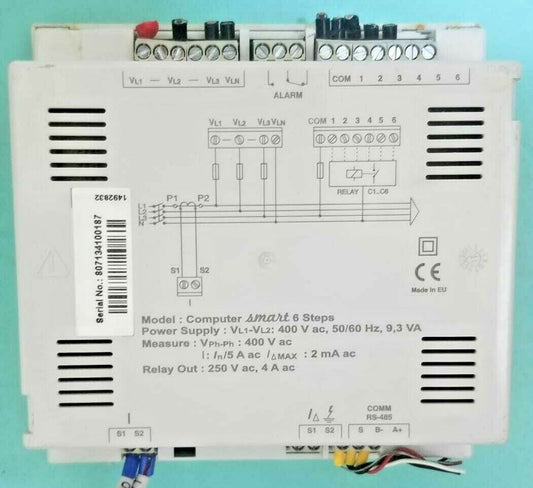 VL1 — VL2 — VL3 VLN
ALARM
COM 1 2 3 4 5 6
VL1 VL2 VL3 VLN
COM 1 2 3 4 5 6
RELAY C1..C6
L1
L2
L3
N
P1 P2
S1 S2
I
1492832
Serial No.: 807134100187
CE
Made in EU
Model : Computer smart 6 Steps
Power Supply : VL1-VL2: 400 V ac, 50/60 Hz, 9,3 VA
Measure : VPh-Ph : 400 V ac
I: In/5 A ac IΔMAX : 2 mA ac
Relay Out : 250 V ac, 4 A ac
I
S1 S2
IΔ
S1 S2
COMM
RS-485
S B- A+